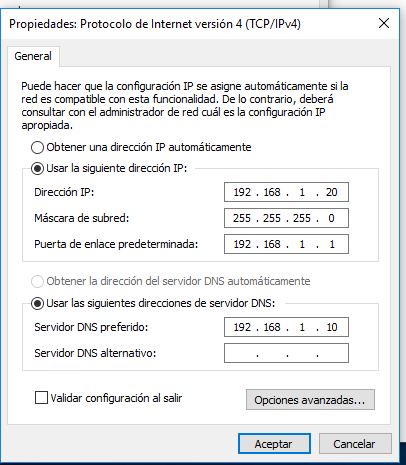 Propiedades: Protocolo de Internet versión 4 (TCP/IPv4)
General
Puede hacer que la configuración IP se asigne automáticamente si la
red es compatible con esta funcionalidad. De lo contrario, deberá
consultar con el administrador de red cuál es la configuración IP
apropiada.
Obtener una dirección IP automáticamente
Usar la siguiente dirección IP:
Dirección IP: 192 . 168 . 1 . 20
Máscara de subred: 255 . 255 . 255 . 0
Puerta de enlace predeterminada: 192 . 168 . 1 . 1
Obtener la dirección del servidor DNS automáticamente
Usar las siguientes direcciones de servidor DNS:
Servidor DNS preferido: 192 . 168 . 1 . 10
Servidor DNS alternativo: . . .
Validar configuración al salir
Opciones avanzadas...
Aceptar Cancelar